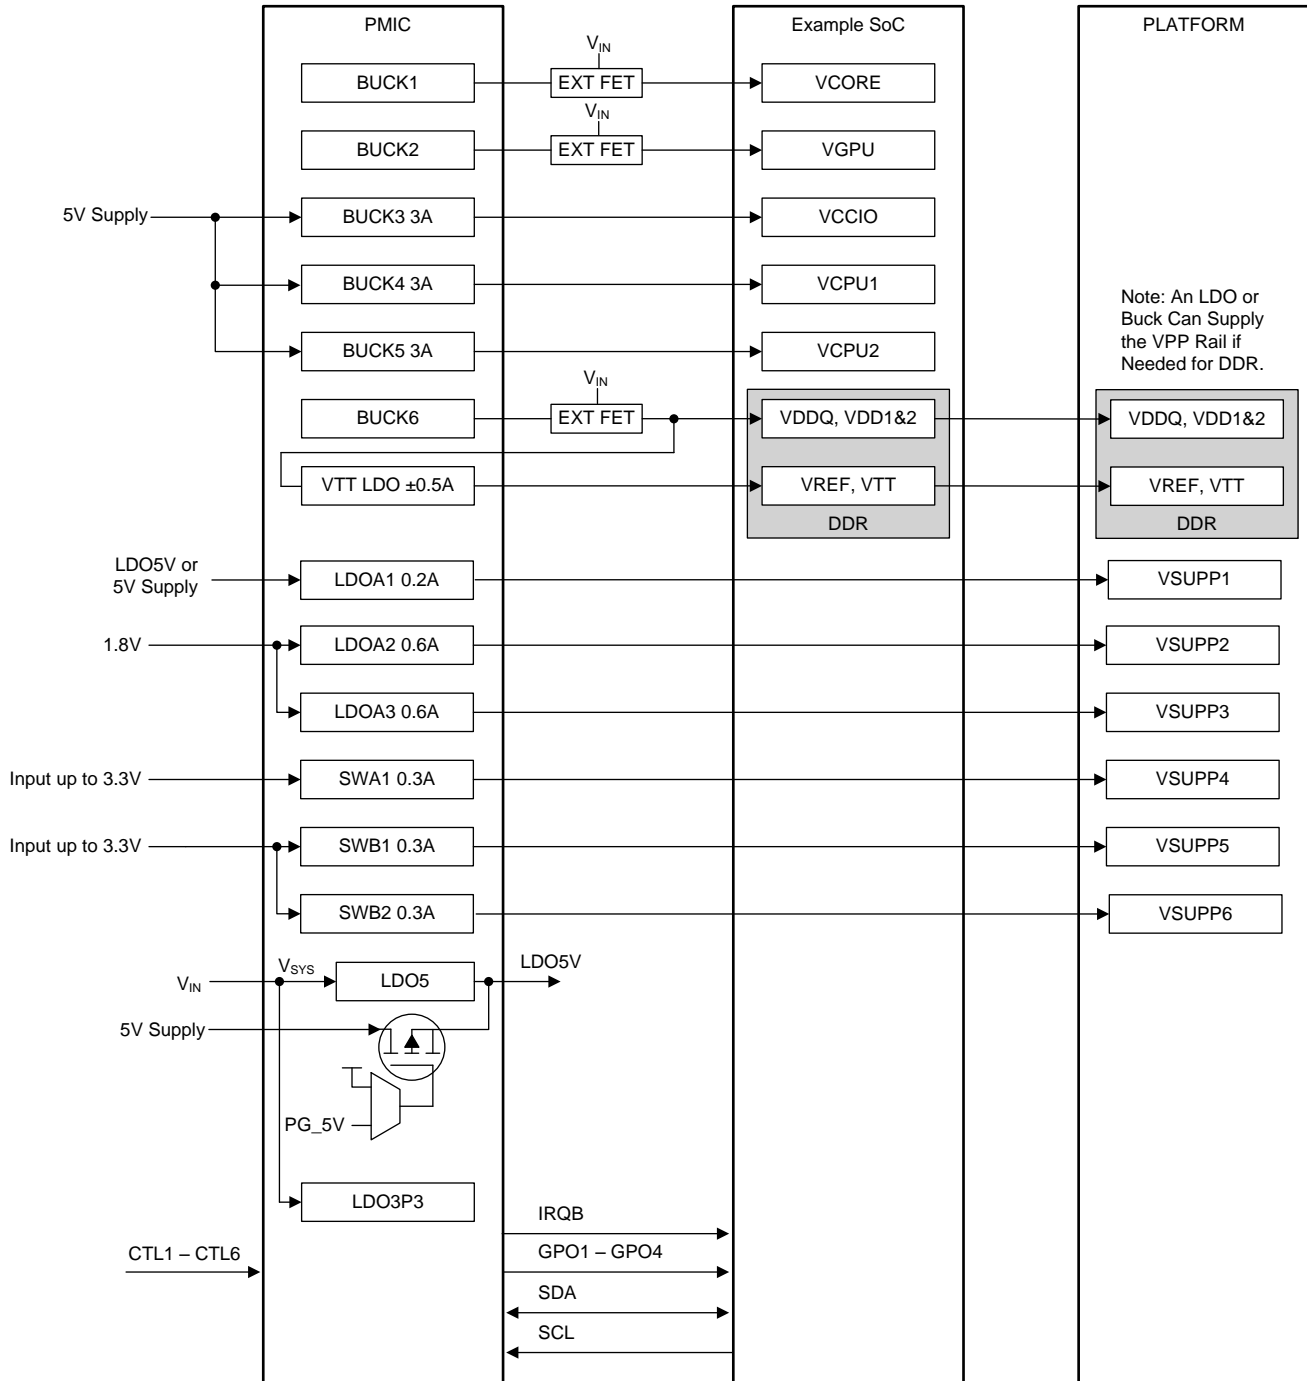 PMIC
Example SoC
PLATFORM
VIN
BUCK1
EXT FET
VCORE
VIN
BUCK2
EXT FET
VGPU
5V Supply
BUCK3 3A
VCCIO
BUCK4 3A
VCPU1
Note: An LDO or
Buck Can Supply
the VPP Rail if
Needed for DDR.
BUCK5 3A
VCPU2
VIN
BUCK6
EXT FET
VDDQ, VDD1&2
VDDQ, VDD1&2
VTT LDO ±0.5A
VREF, VTT
VREF, VTT
DDR
DDR
LDO5V or
5V Supply
LDOA1 0.2A
VSUPP1
1.8V
LDOA2 0.6A
VSUPP2
LDOA3 0.6A
VSUPP3
Input up to 3.3V
SWA1 0.3A
VSUPP4
Input up to 3.3V
SWB1 0.3A
VSUPP5
SWB2 0.3A
VSUPP6
VIN
VSYS
LDO5
LDO5V
5V Supply
PG_5V
LDO3P3
IRQB
CTL1 – CTL6
GPO1 – GPO4
SDA
SCL